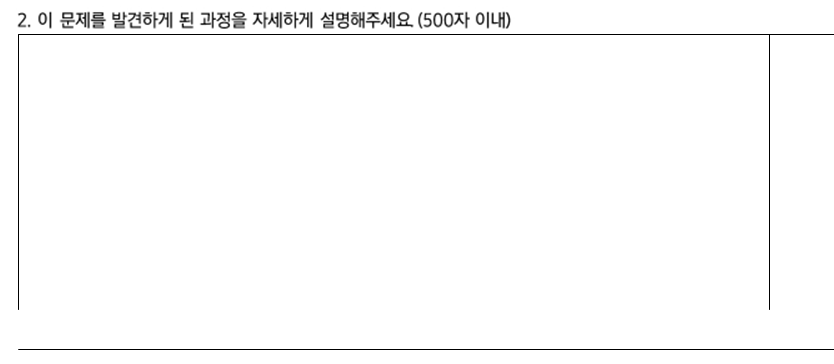 2. 이 문제를 발견하게 된 과정을 자세하게 설명해주세요. (500자 이내)